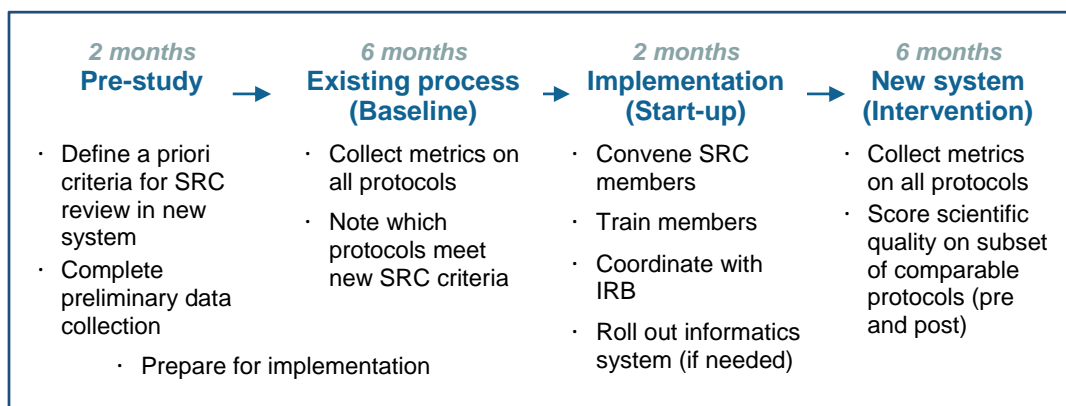 2 months
Pre-study
· Define a priori
criteria for SRC
review in new
system
· Complete
preliminary data
collection
6 months
Existing process
(Baseline)
· Collect metrics on
all protocols
· Note which
protocols meet
new SRC criteria
· Prepare for implementation
2 months
Implementation
(Start-up)
· Convene SRC
members
· Train members
· Coordinate with
IRB
· Roll out informatics
system (if needed)
6 months
New system
(Intervention)
· Collect metrics
on all protocols
· Score scientific
quality on subset
of comparable
protocols (pre
and post)